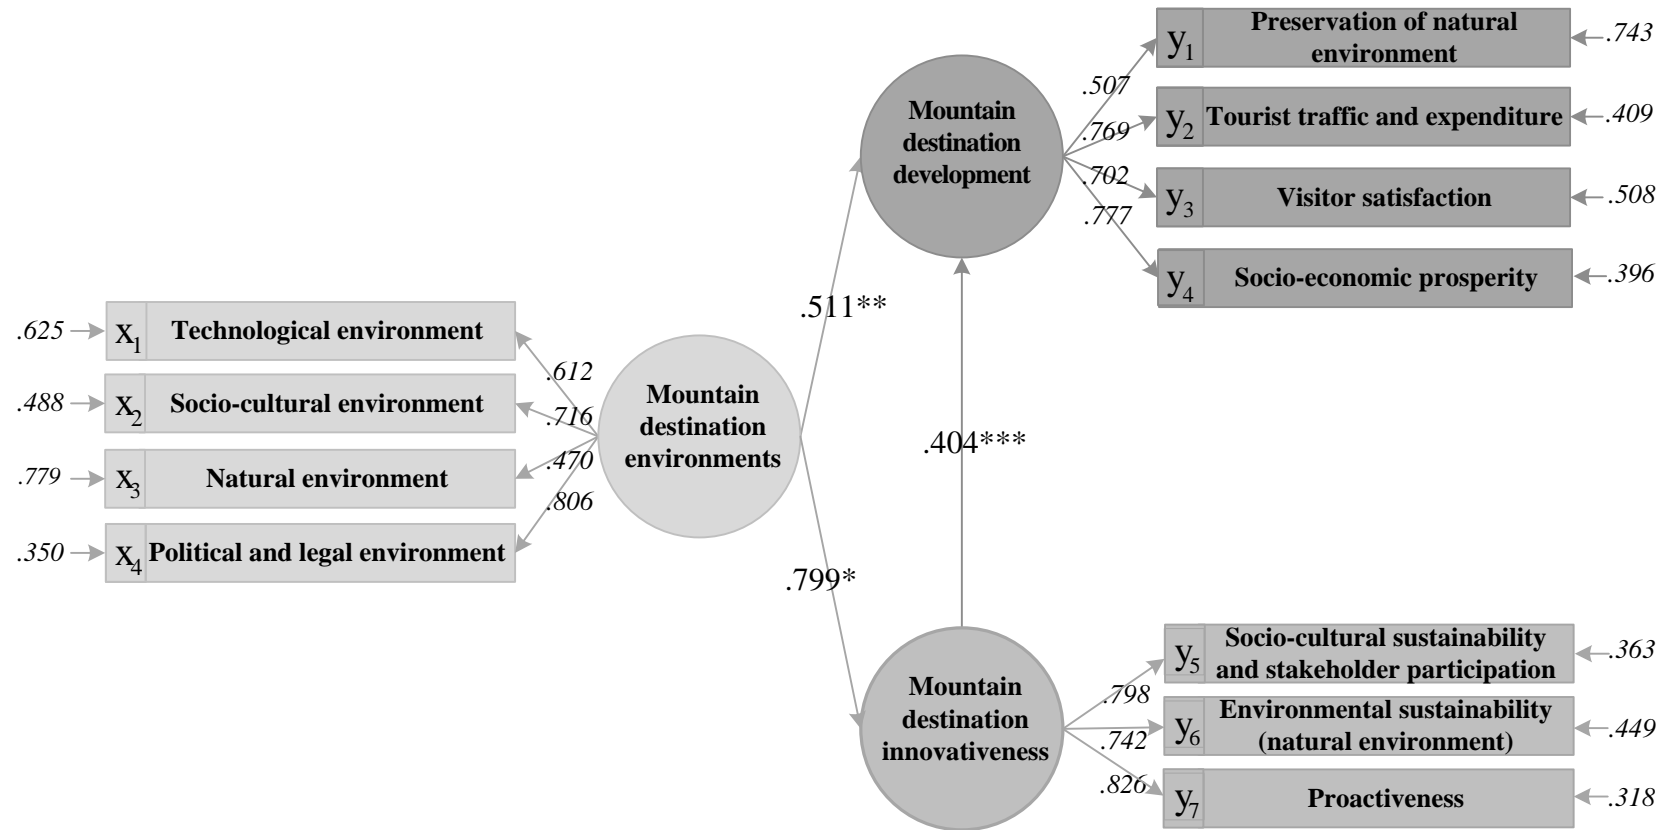 .625
x1
Technological environment
.488
x2
Socio-cultural environment
.779
x3
Natural environment
.350
x4
Political and legal environment
.612
.716
.470
.806
Mountain
destination
environments
.511**
.799*
.404***
Mountain
destination
development
.507
.769
.702
.777
y1
Preservation of natural
environment
.743
y2
Tourist traffic and expenditure
.409
y3
Visitor satisfaction
.508
y4
Socio-economic prosperity
.396
Mountain
destination
innovativeness
.798
.742
.826
y5
Socio-cultural sustainability
and stakeholder participation
.363
y6
Environmental sustainability
(natural environment)
.449
y7
Proactiveness
.318